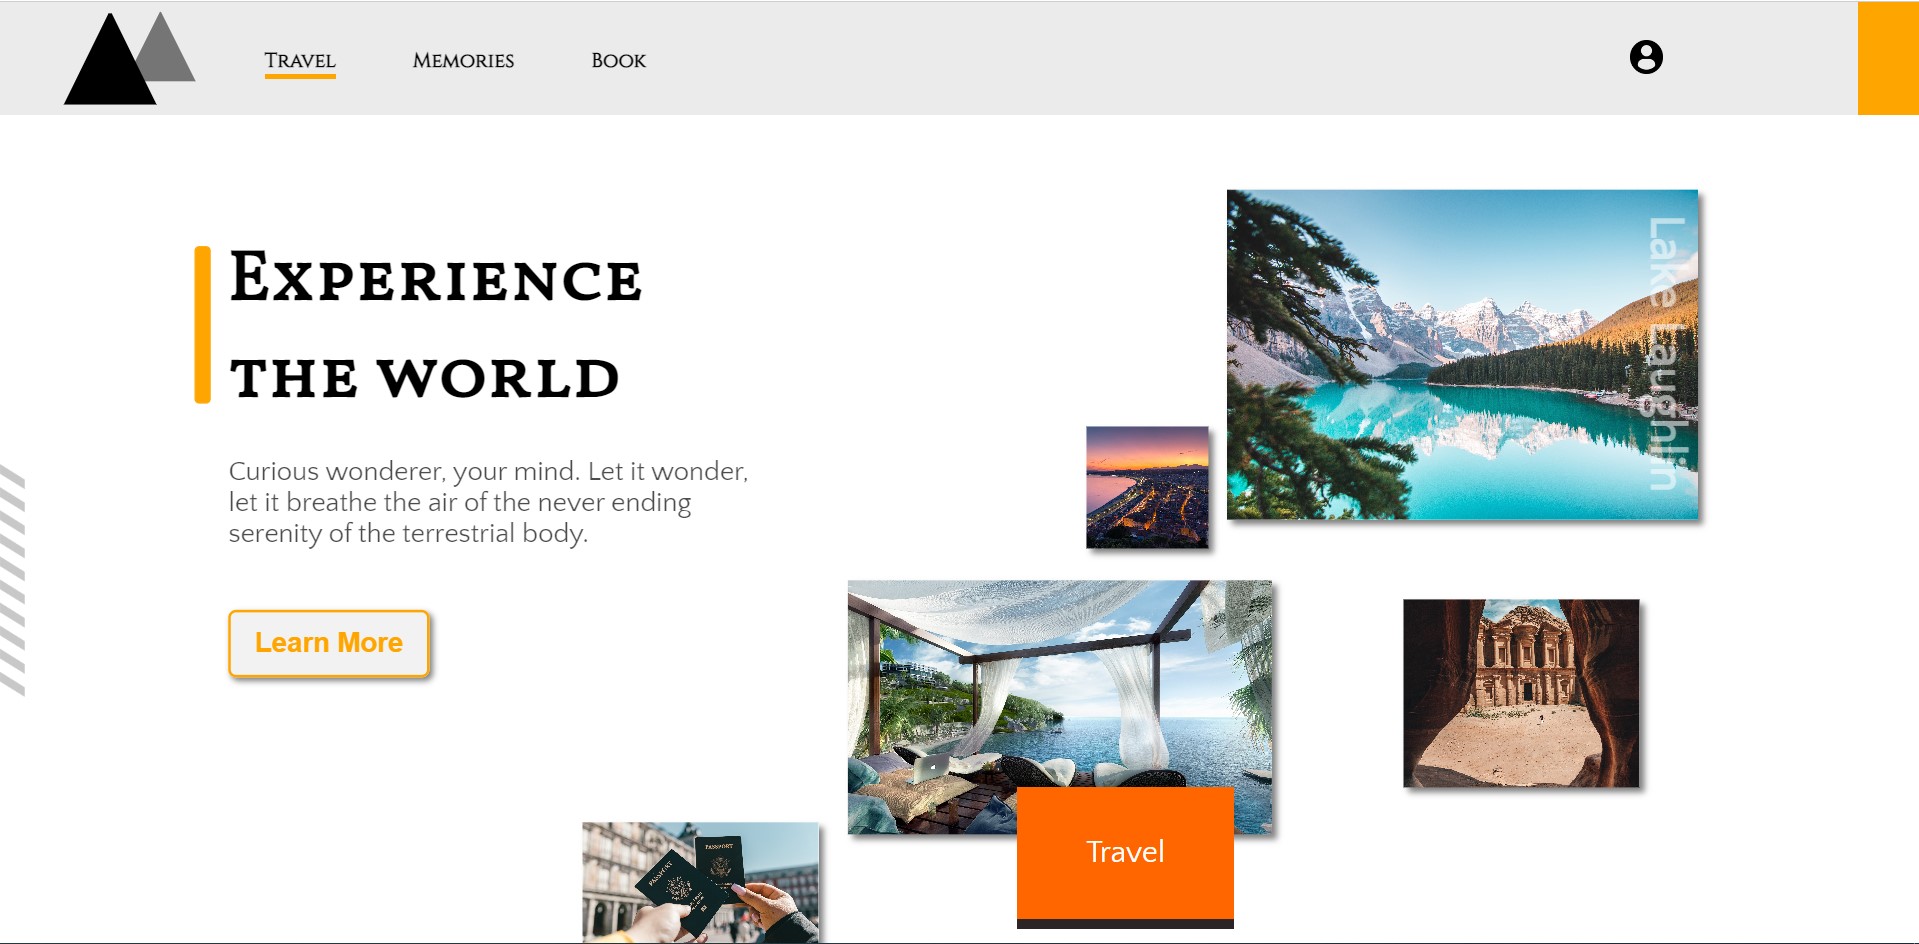 Travel
Memories
Book
Experience
the world
Curious wonderer, your mind. Let it wonder,
let it breathe the air of the never ending
serenity of the terrestrial body.
Learn More
Lake Laughlin
Travel
PASSPORT
PASSPORT